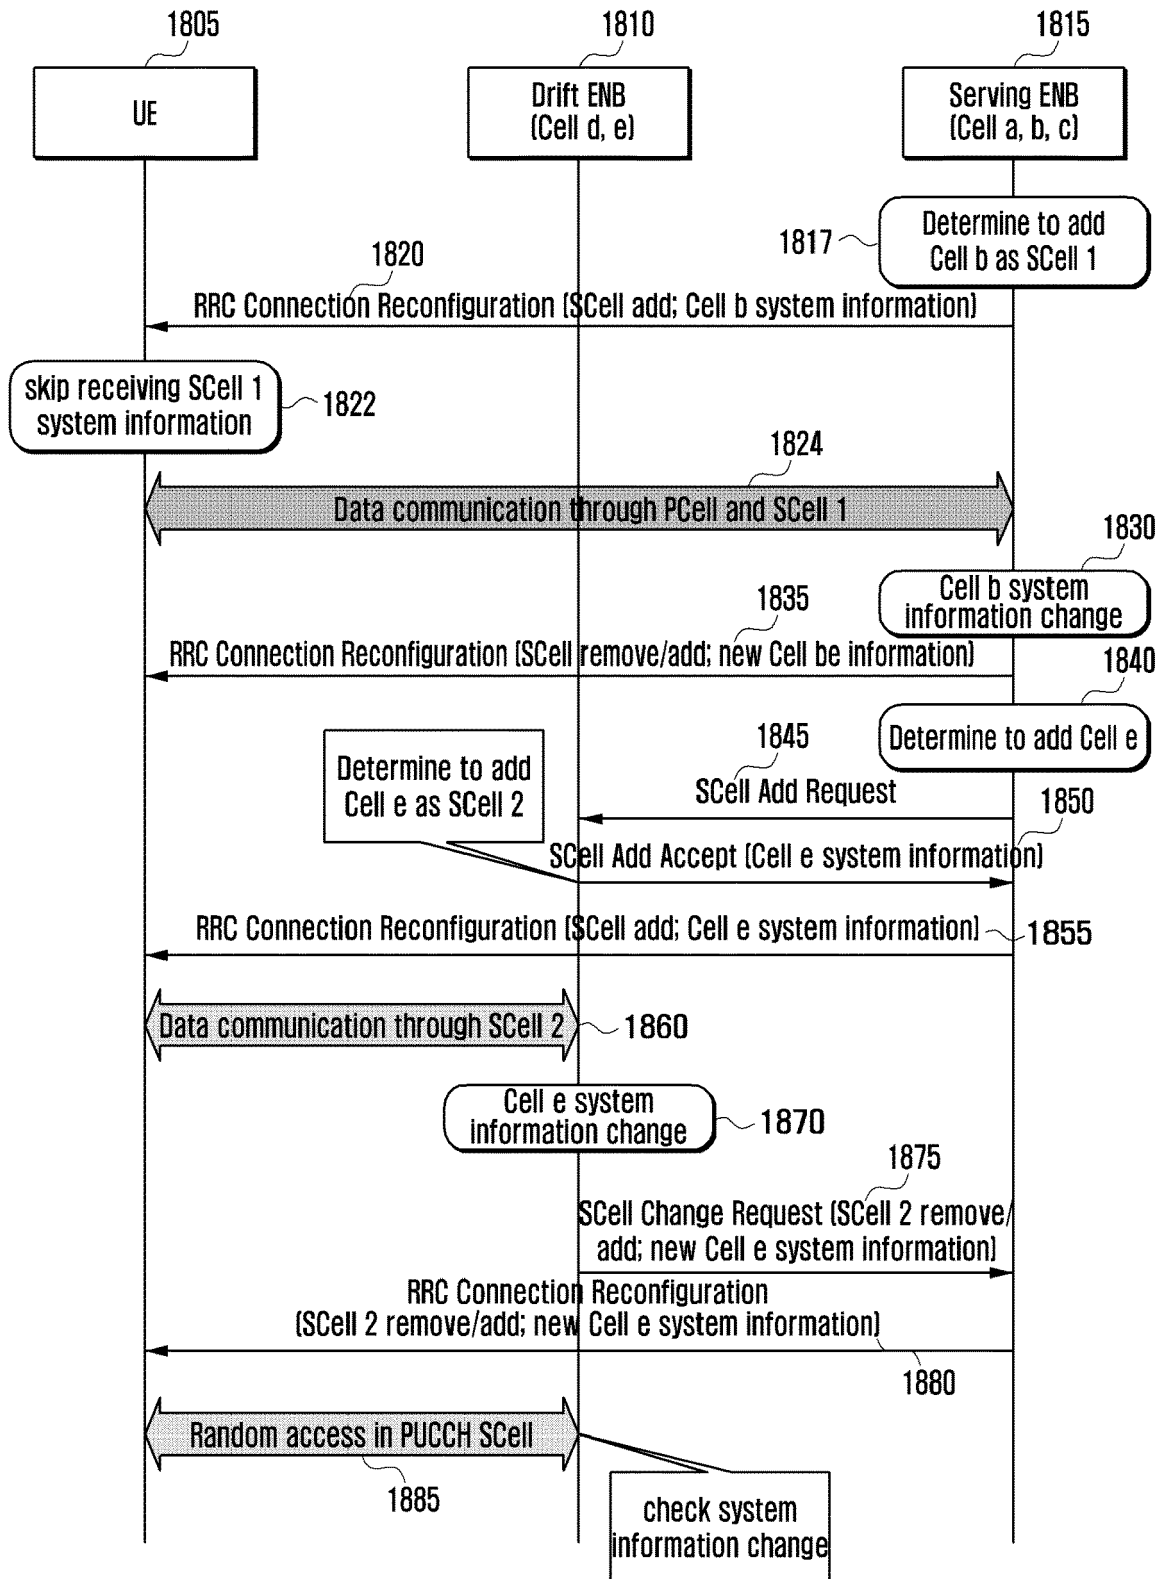 1805
1810
1815
UE
Drift ENB
(Cell d, e)
Serving ENB
(Cell a, b, c)
1817
Determine to add
Cell b as SCell 1
1820
RRC Connection Reconfiguration (SCell add; Cell b system information)
skip receiving SCell 1
system information
1822
1824
Data communication through PCell and SCell 1
1830
Cell b system
information change
1835
RRC Connection Reconfiguration (SCell remove/add; new Cell be information)
1840
Determine to add Cell e
1845
Determine to add
Cell e as SCell 2
SCell Add Request
1850
SCell Add Accept (Cell e system information)
RRC Connection Reconfiguration (SCell add; Cell e system information)
1855
Data communication through SCell 2
1860
Cell e system
information change
1870
1875
SCell Change Request (SCell 2 remove/
add; new Cell e system information)
RRC Connection Reconfiguration
(SCell 2 remove/add; new Cell e system information)
1880
Random access in PUCCH SCell
1885
check system
information change